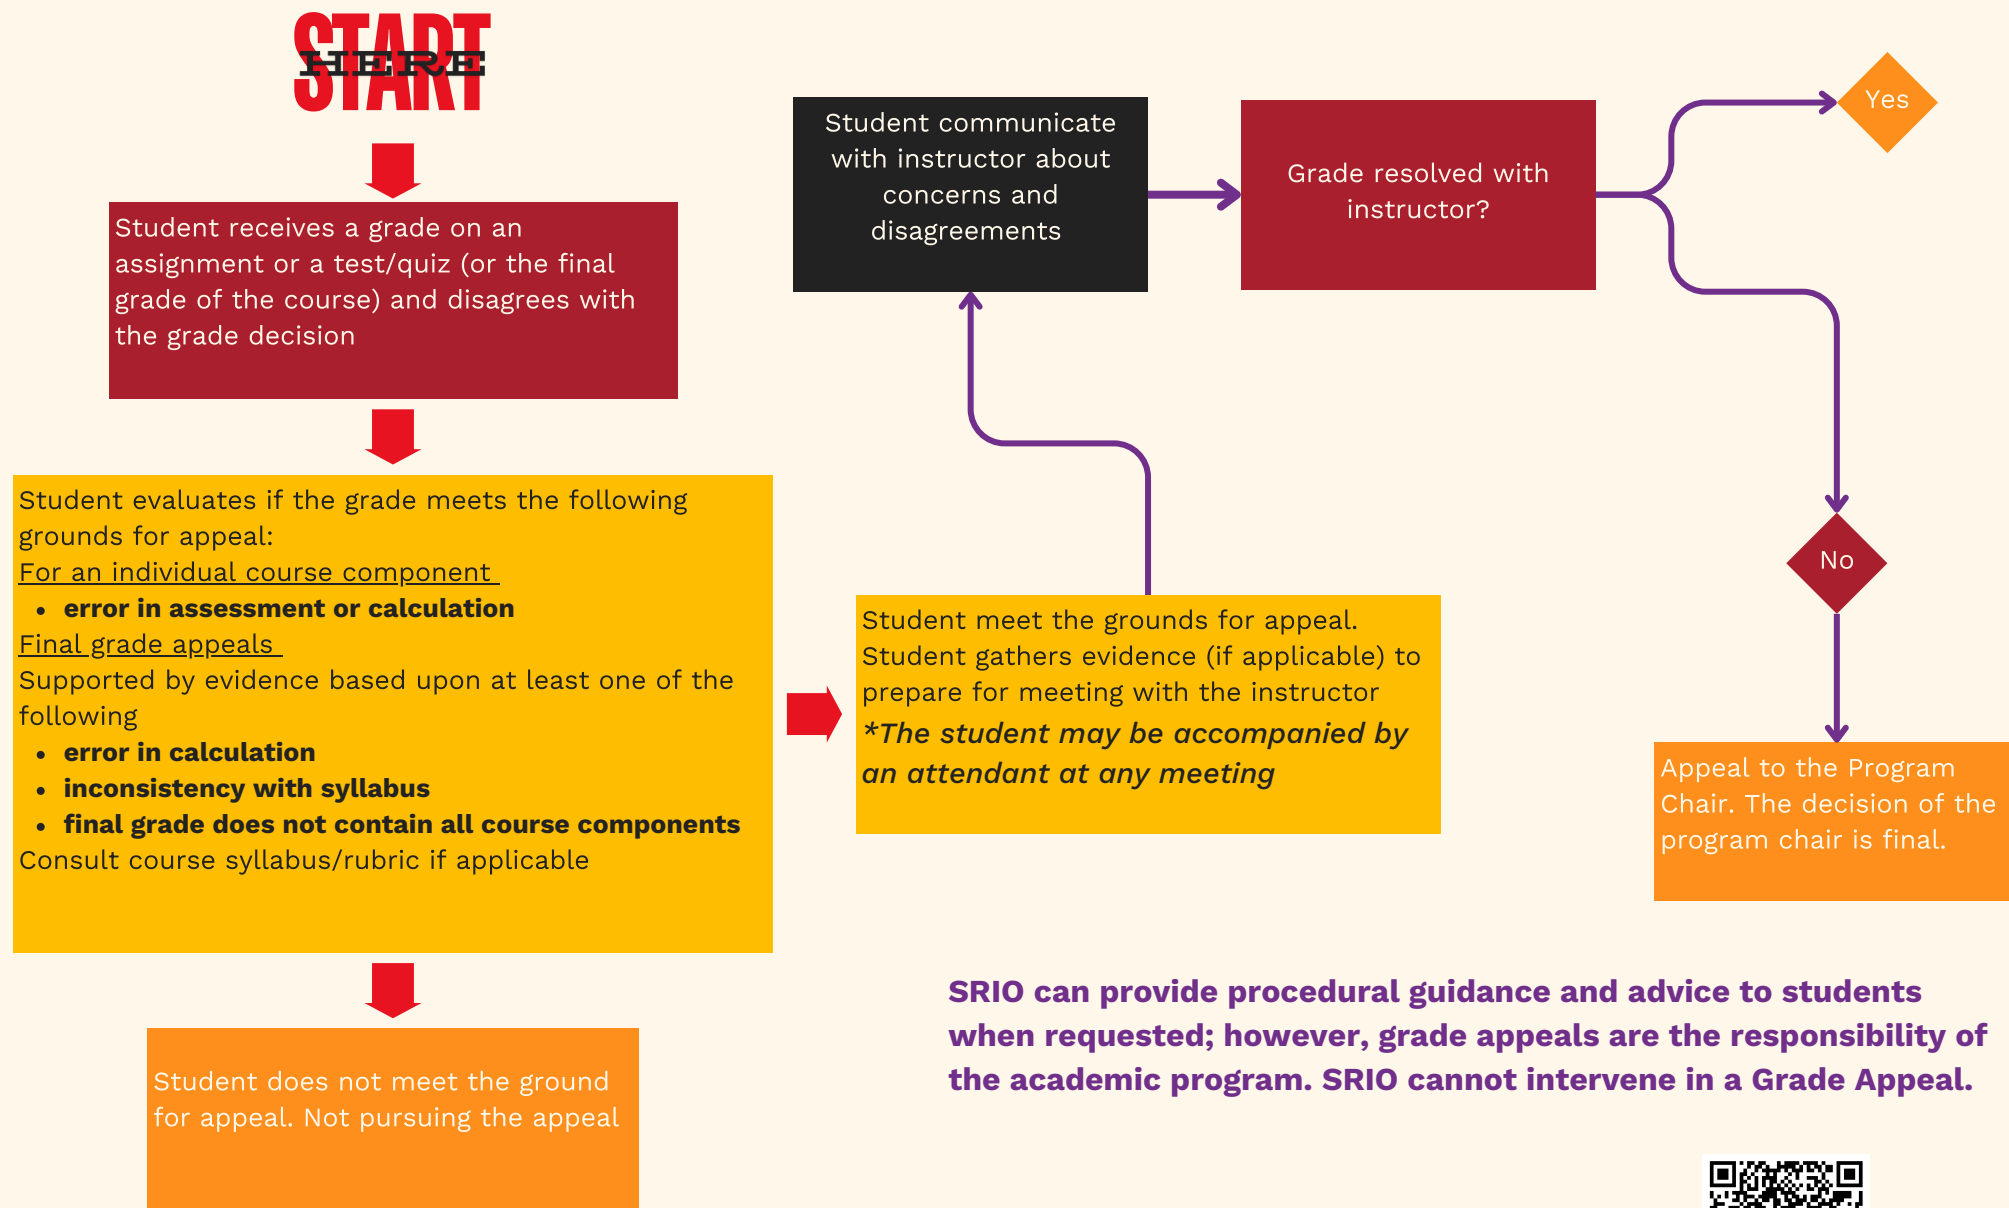 START
HERE
Student receives a grade on an
assignment or a test/quiz (or the final
grade of the course) and disagrees with
the grade decision
Student evaluates if the grade meets the following
grounds for appeal:
For an individual course component
• error in assessment or calculation
Final grade appeals
Supported by evidence based upon at least one of the
following
• error in calculation
• inconsistency with syllabus
• final grade does not contain all course components
Consult course syllabus/rubric if applicable
Student does not meet the ground
for appeal. Not pursuing the appeal
Student meet the grounds for appeal.
Student gathers evidence (if applicable) to
prepare for meeting with the instructor
*The student may be accompanied by
an attendant at any meeting
Student communicate
with instructor about
concerns and
disagreements
Grade resolved with
instructor?
Yes
No
Appeal to the Program
Chair. The decision of the
program chair is final.
SRIO can provide procedural guidance and advice to students
when requested; however, grade appeals are the responsibility of
the academic program. SRIO cannot intervene in a Grade Appeal.